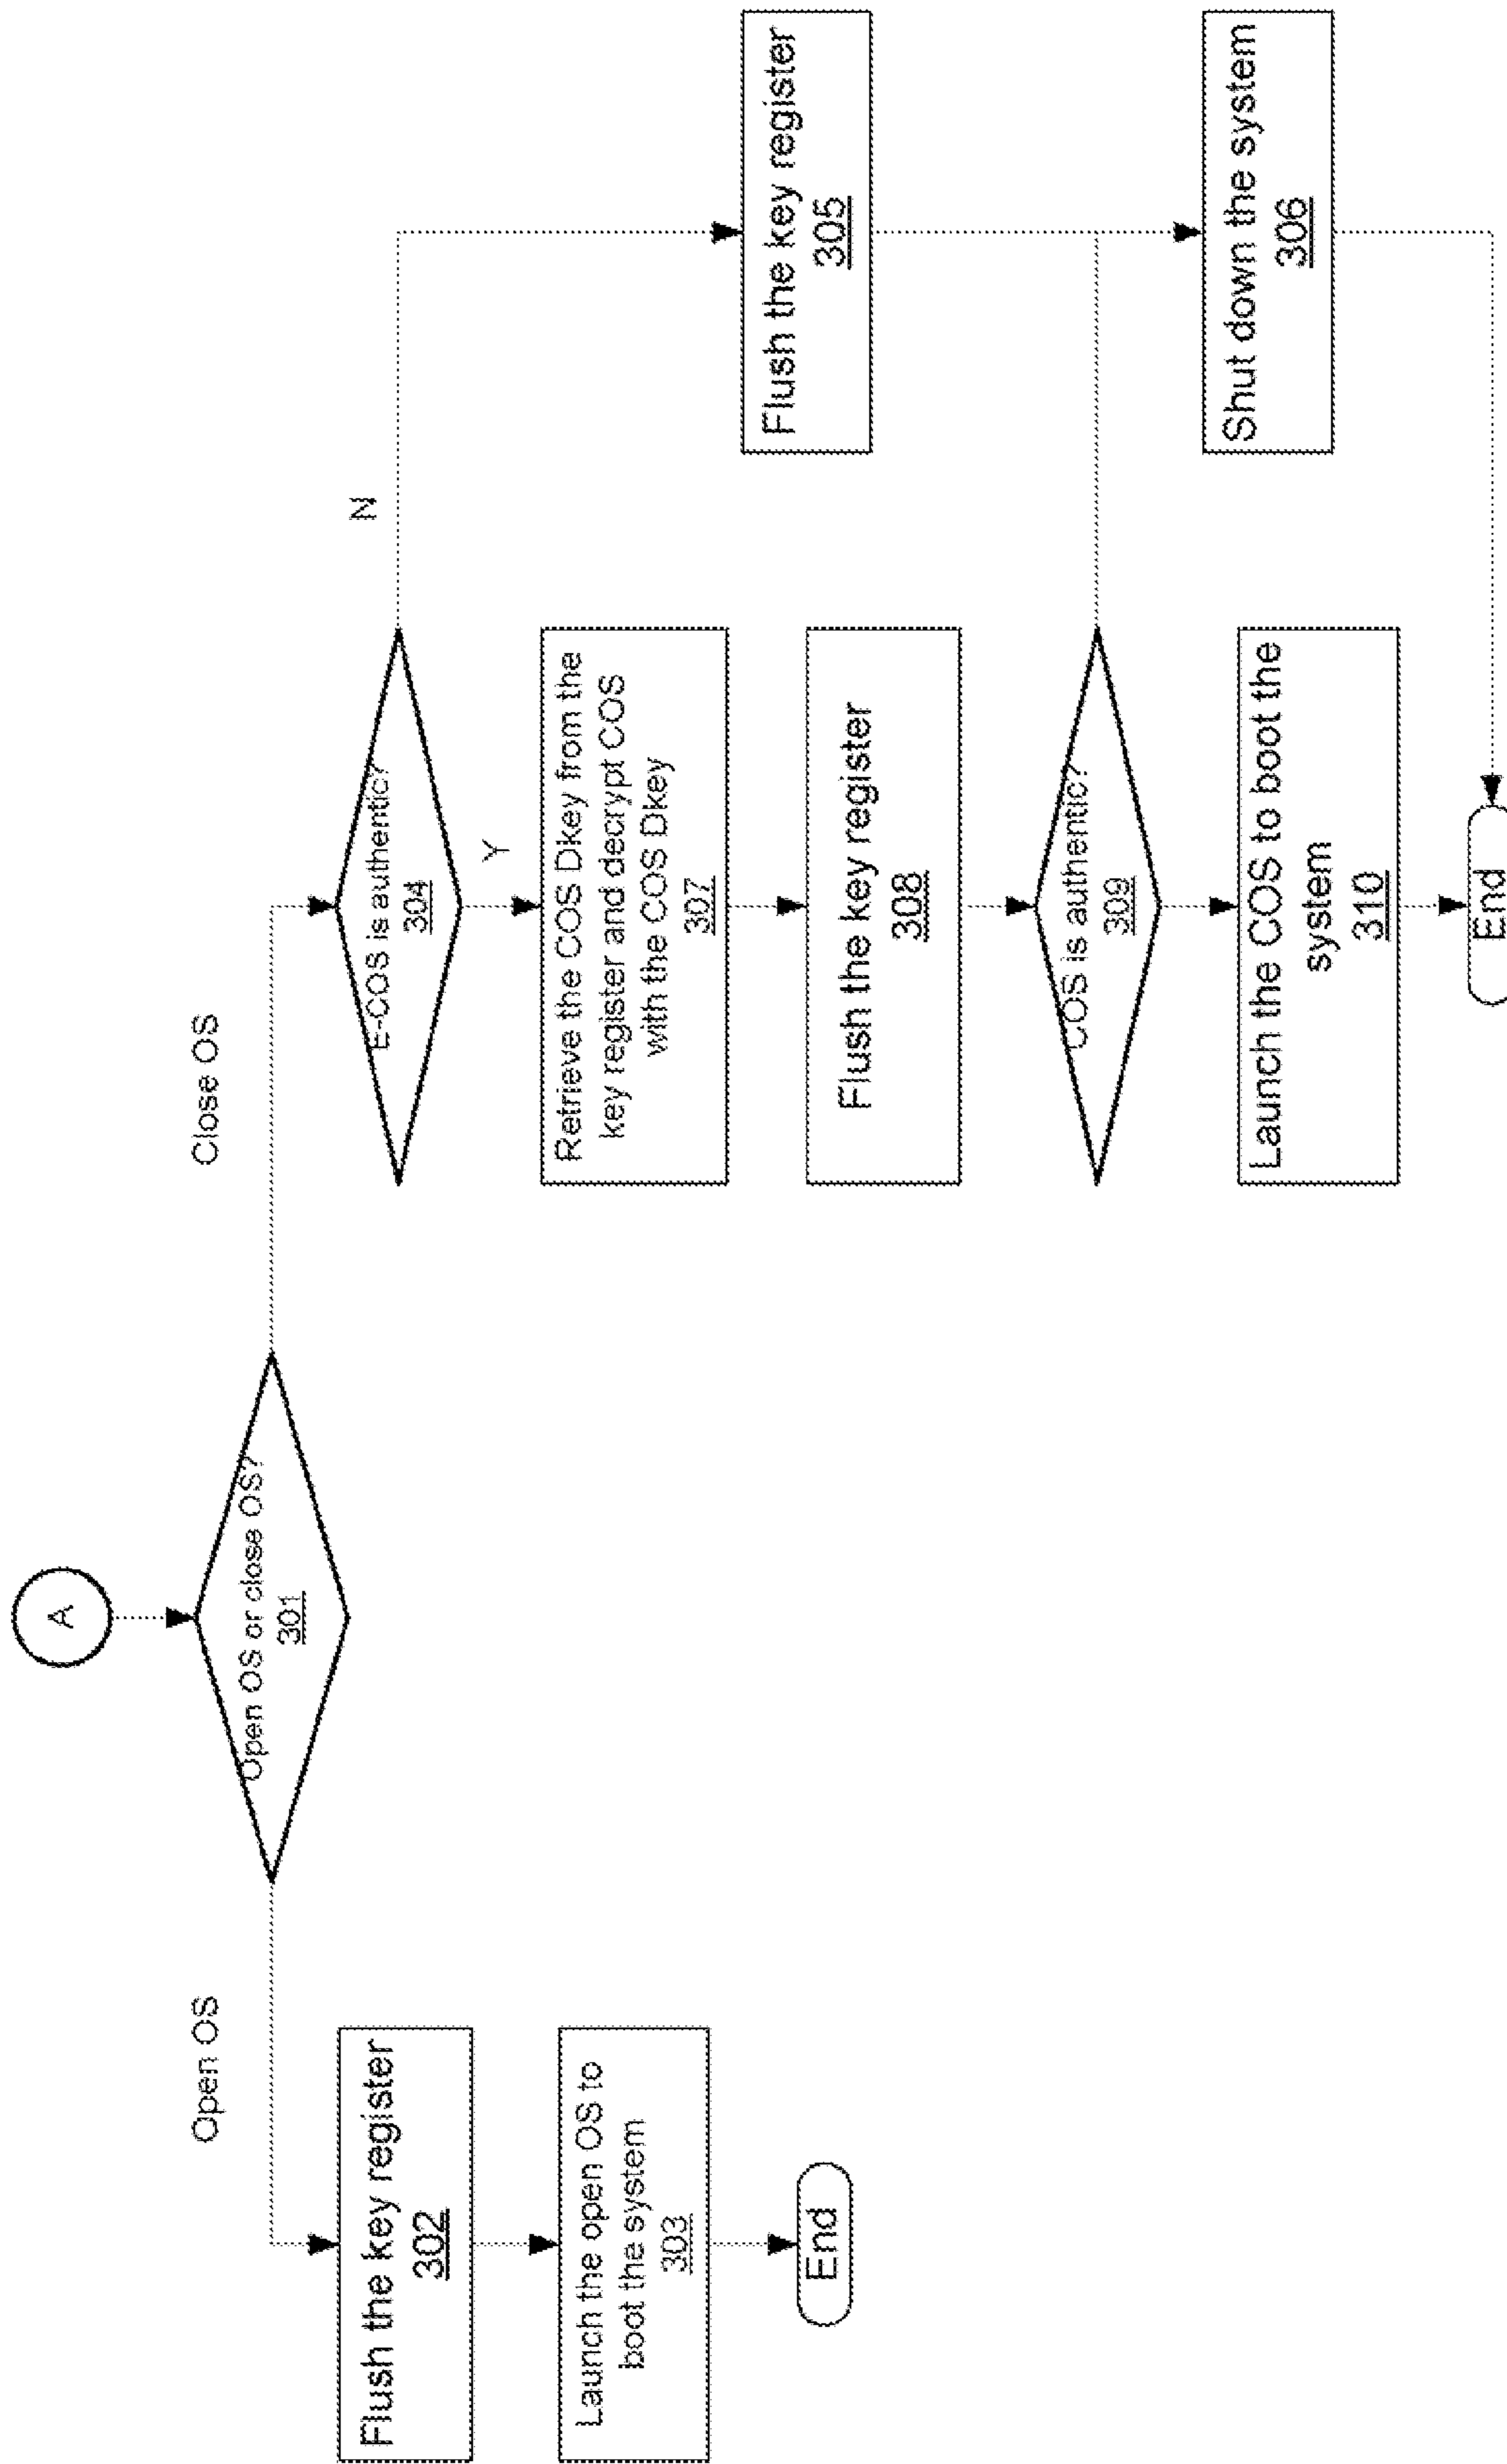 A
Open OS or close OS?
301
Open OS
Flush the key register
302
Launch the open OS to
boot the system
303
End
Close OS
E-COS is authentic?
304
N
Y
Flush the key register
305
Retrieve the COS Dkey from the
key register and decrypt COS
with the COS Dkey
307
Flush the key register
308
COS is authentic?
309
Shut down the system
306
Launch the COS to boot the
system
310
End